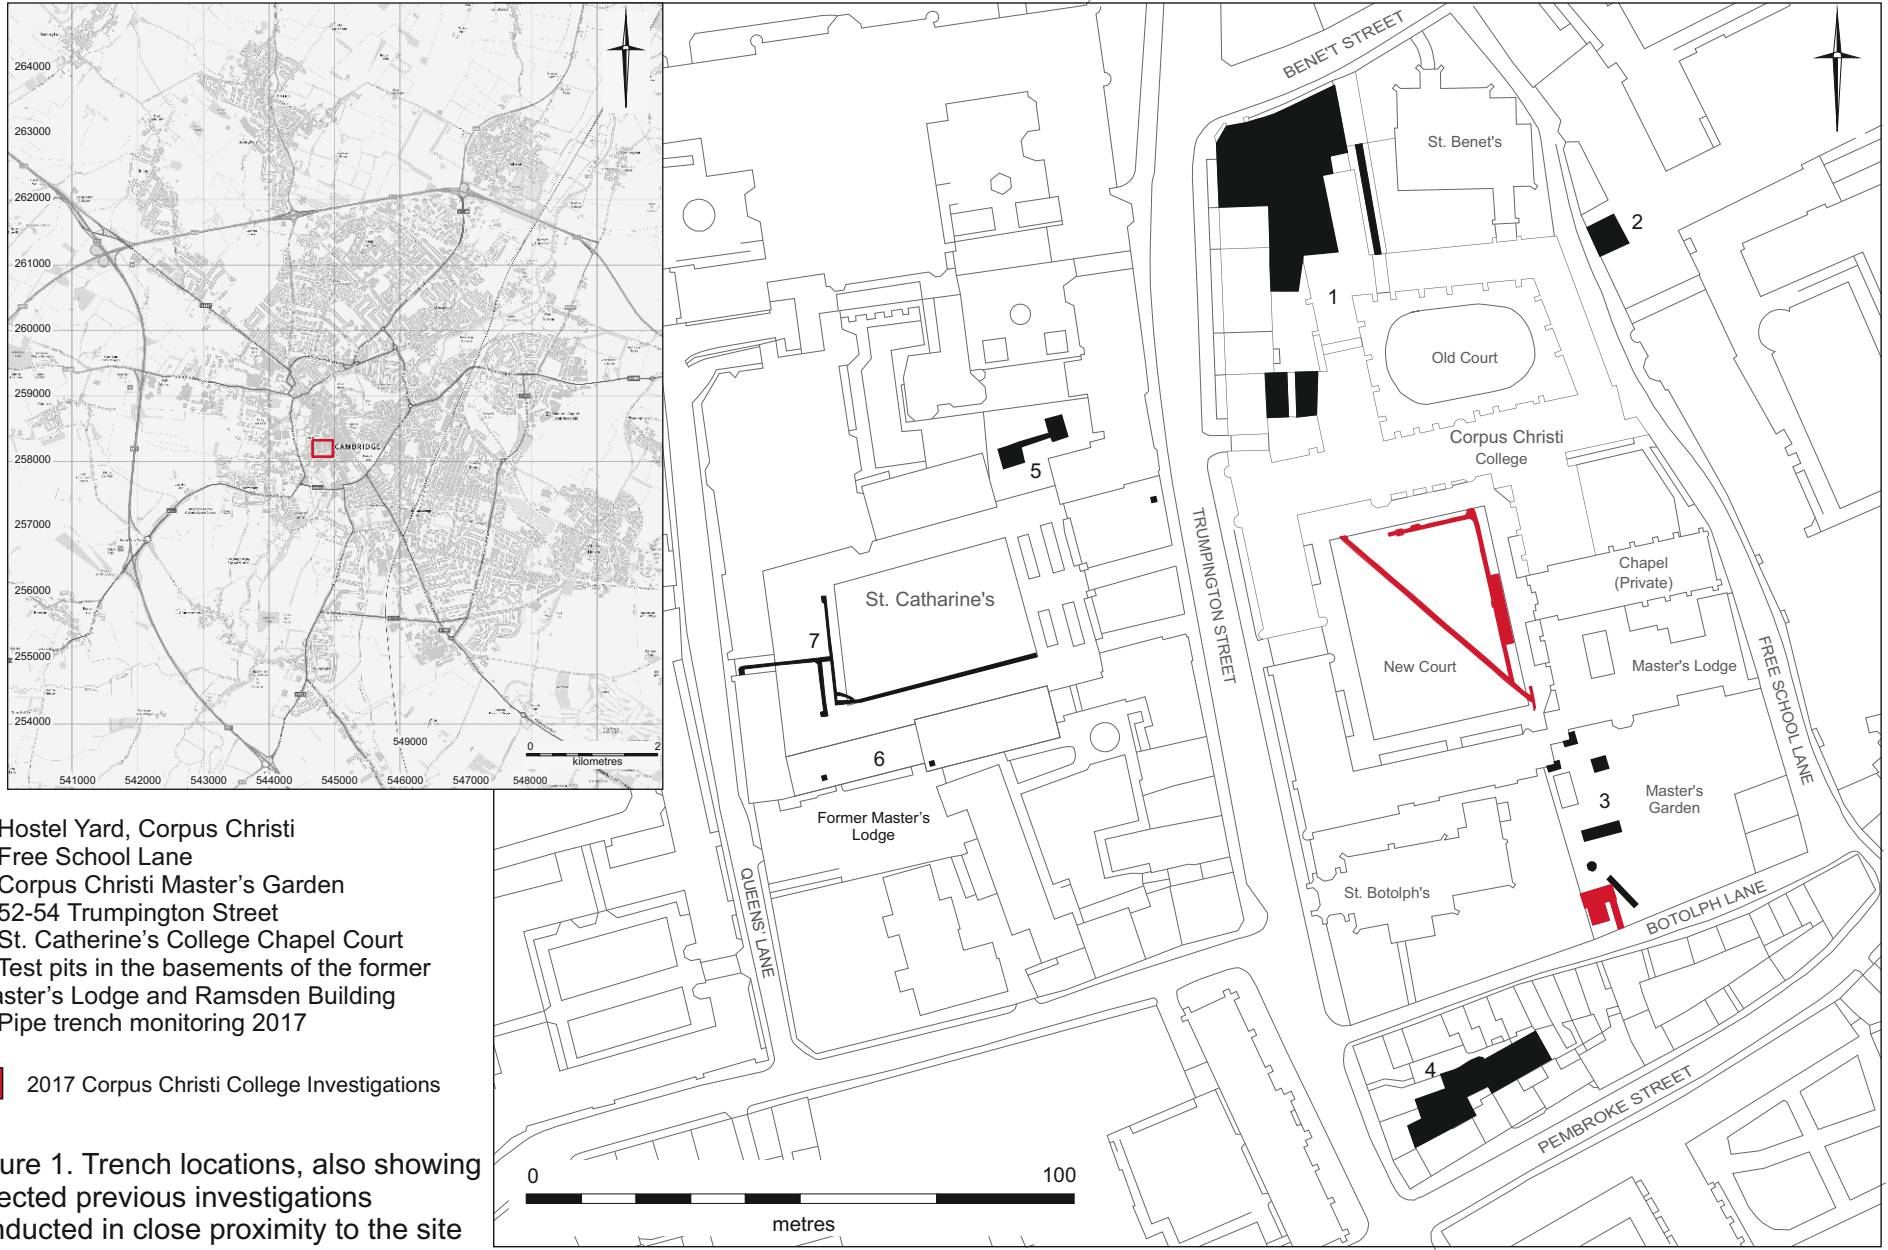 264000
263000
262000
261000
260000
259000
258000
257000
256000
255000
254000
541000
542000
543000
544000
545000
546000
547000
548000
549000
CAMBRIDGE
0 2
kilometres
BENE'T STREET
St. Benet's
2
1
Old Court
Corpus Christi
College
5
TRUMPINGTON STREET
Chapel
(Private)
St. Catharine's
7
New Court
Master's Lodge
FREE SCHOOL LANE
6
Former Master's
Lodge
3
Master's
Garden
QUEENS' LANE
St. Botolph's
BOTOLPH LANE
4
PEMBROKE STREET
0 100
metres
Hostel Yard, Corpus Christi
Free School Lane
Corpus Christi Master's Garden
52-54 Trumpington Street
St. Catherine's College Chapel Court
Test pits in the basements of the former
aster's Lodge and Ramsden Building
Pipe trench monitoring 2017
2017 Corpus Christi College Investigations
ure 1. Trench locations, also showing
ected previous investigations
nducted in close proximity to the site